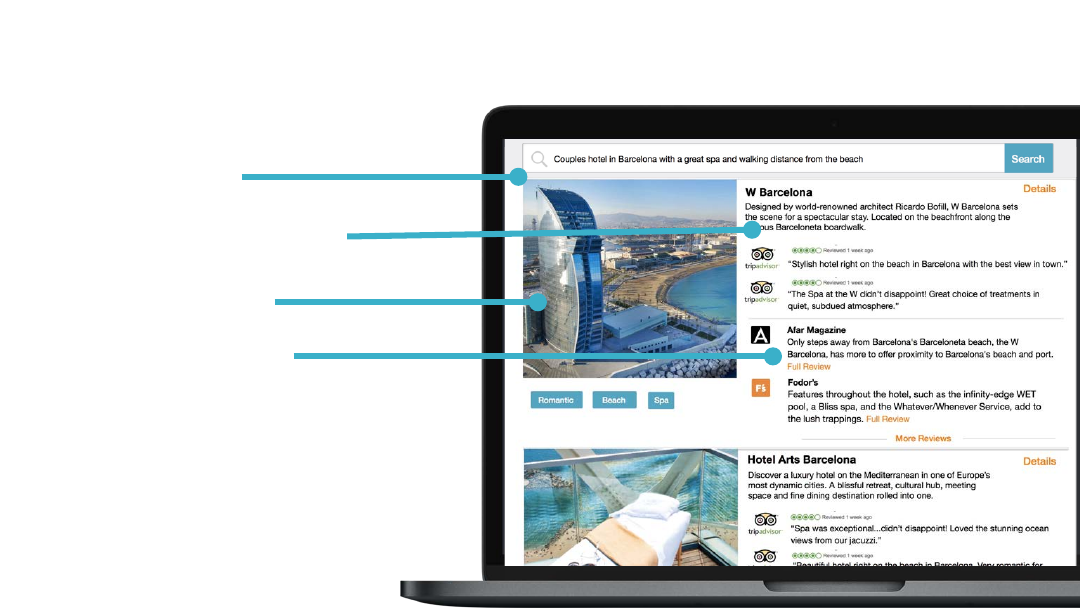 Couples hotel in Barcelona with a great spa and walking distance from the beach
Search
W Barcelona
Details
Designed by world-renowned architect Ricardo Bofill, W Barcelona sets
the scene for a spectacular stay. Located on the beachfront along the
ous Barceloneta boardwalk.
tripadvisor
Reviewed 1 week ago
"Stylish hotel right on the beach in Barcelona with the best view in town."
tripadvisor
Reviewed 1 week ago
"The Spa at the W didn't disappoint! Great choice of treatments in
quiet, subdued atmosphere."
A
Afar Magazine
Only steps away from Barcelona's Barceloneta beach, the W
Barcelona, has more to offer proximity to Barcelona's beach and port.
Full Review
Fodor's
Features throughout the hotel, such as the infinity-edge WET
pool, a Bliss spa, and the Whatever/Whenever Service, add to
the lush trappings. Full Review
Romantic
Beach
Spa
More Reviews
Hotel Arts Barcelona
Details
Discover a luxury hotel on the Mediterranean in one of Europe's
most dynamic cities. A blissful retreat, cultural hub, meeting
space and fine dining destination rolled into one.
tripadvisor
Reviewed 1 week ago
"Spa was exceptional...didn't disappoint! Loved the stunning ocean
views from our jacuzzi."
Reviewed 1 week ago
"Beautiful hotel right on the beach in Barcelona. Very romantic for